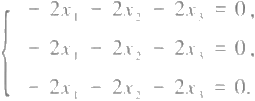 − 2x₁ − 2x₂ − 2x₃ = 0,
− 2x₁ − 2x₂ − 2x₃ = 0,
− 2x₁ − 2x₂ − 2x₃ = 0.